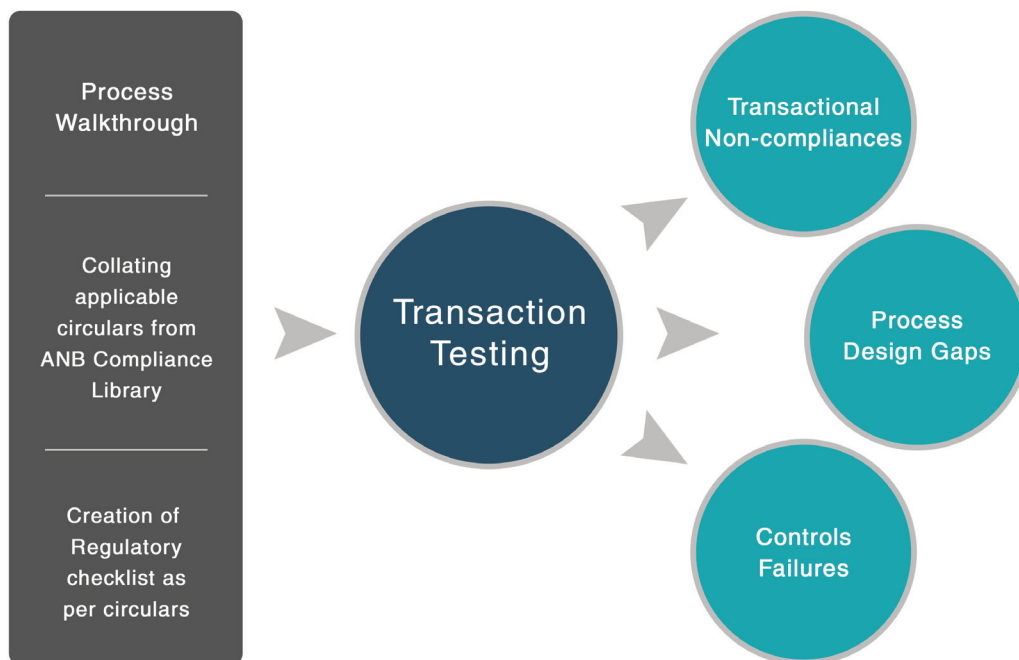 Process
Walkthrough
Collating
applicable
circulars from
ANB Compliance
Library
Creation of
Regulatory
checklist as
per circulars
Transaction
Testing
Transactional
Non-compliances
Process
Design Gaps
Controls
Failures